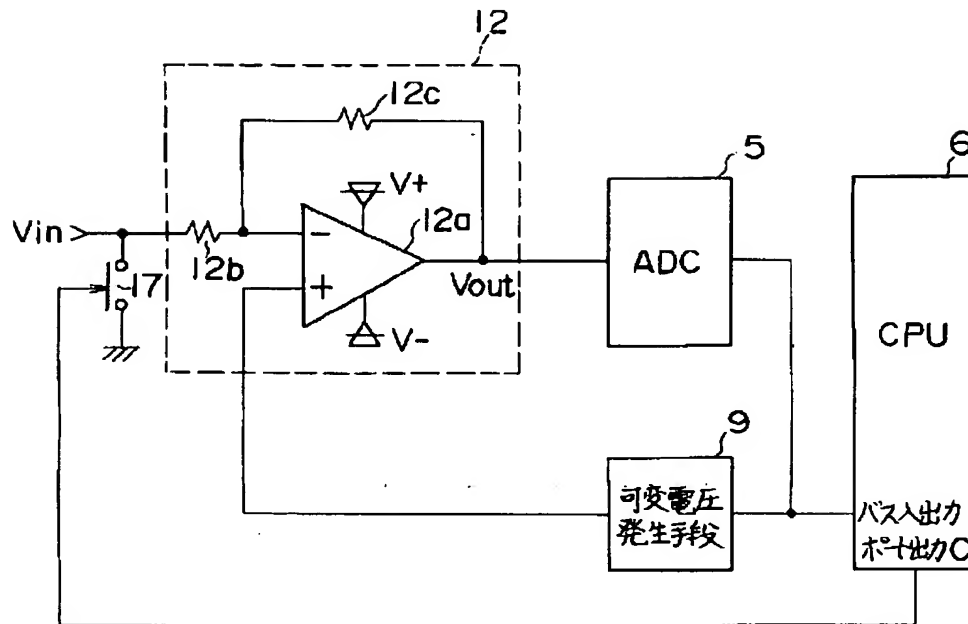 12
12c
5
6
V+
12a
Vin
12b
17
ADC
Vout
V-
CPU
9
可変電圧
発生手段
バス入出力
ポート出力C